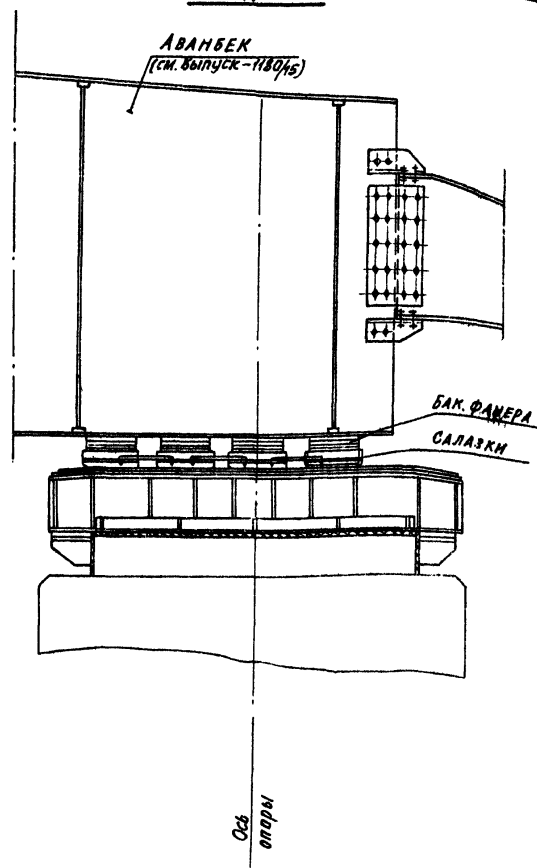 АВАНБЕК
(см. выпуск-1180/45)
БАК. ФАНЕРА
САЛАЗКИ
Ось
опоры